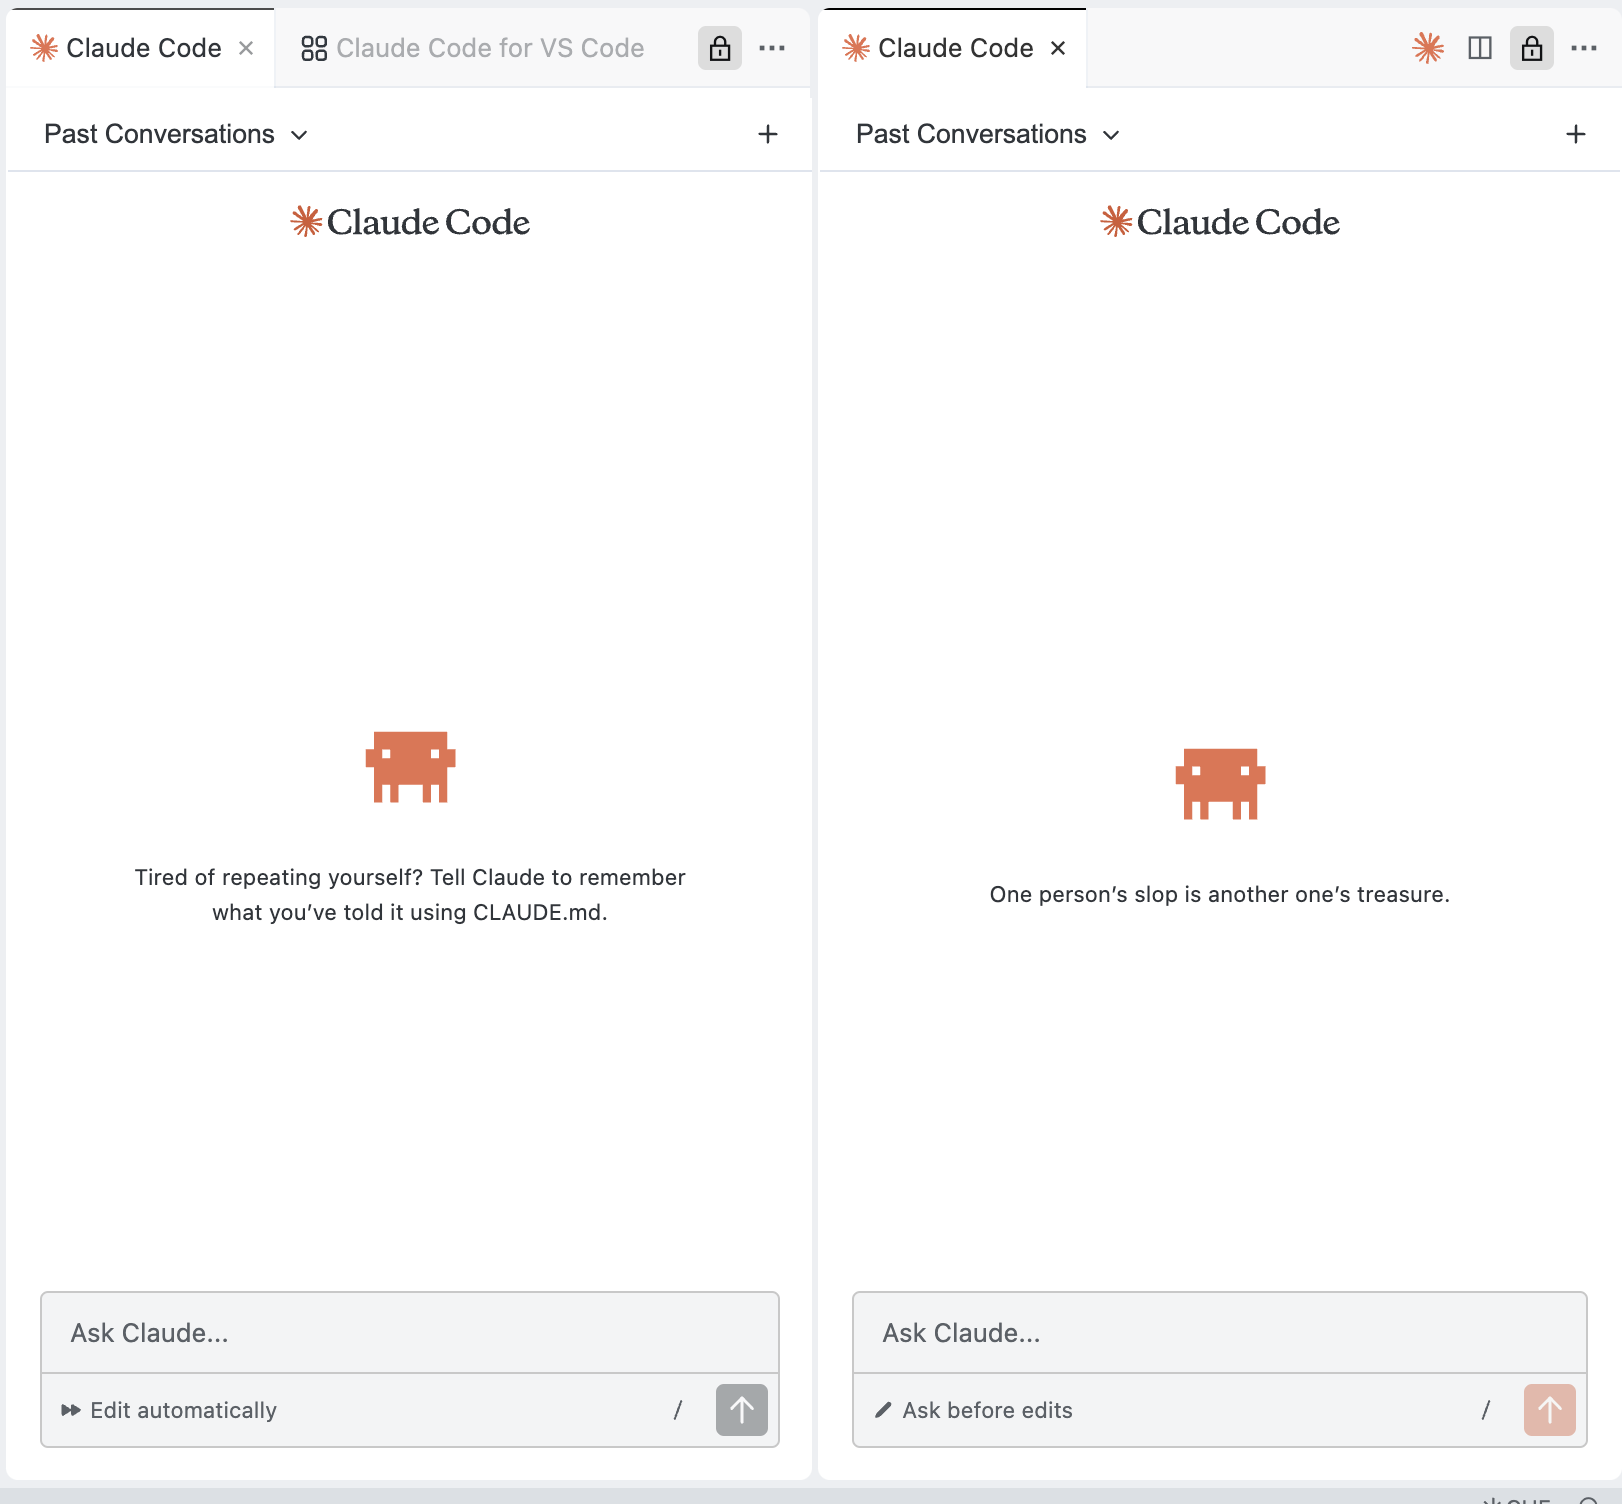 Claude Code
Claude Code for VS Code
Past Conversations
Claude Code
Tired of repeating yourself? Tell Claude to remember
what you’ve told it using CLAUDE.md.
Ask Claude...
Edit automatically
/
Claude Code
Past Conversations
Claude Code
One person’s slop is another one’s treasure.
Ask Claude...
Ask before edits
/